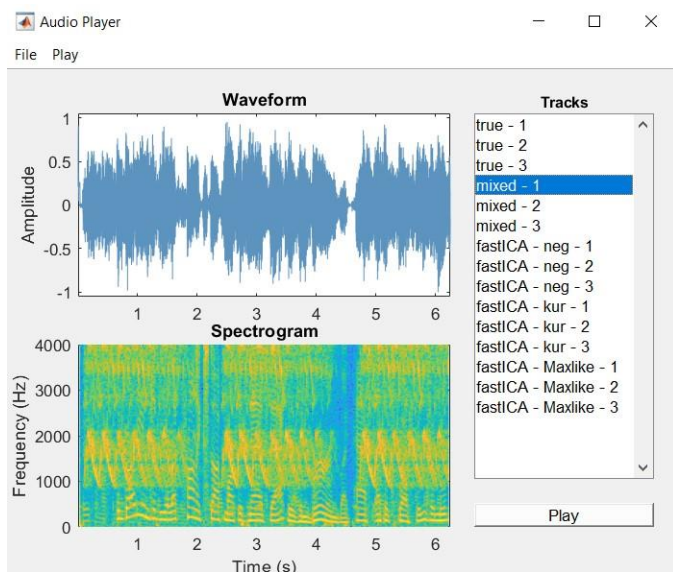 Audio Player
File Play
Waveform
Amplitude
1
0.5
0
-0.5
-1
1 2 3 4 5 6
Spectrogram
Frequency (Hz)
4000
3000
2000
1000
0
1 2 3 4 5 6
Time (s)
Tracks
true - 1
true - 2
true - 3
mixed - 1
mixed - 2
mixed - 3
fastICA - neg - 1
fastICA - neg - 2
fastICA - neg - 3
fastICA - kur - 1
fastICA - kur - 2
fastICA - kur - 3
fastICA - Maxlike - 1
fastICA - Maxlike - 2
fastICA - Maxlike - 3
Play